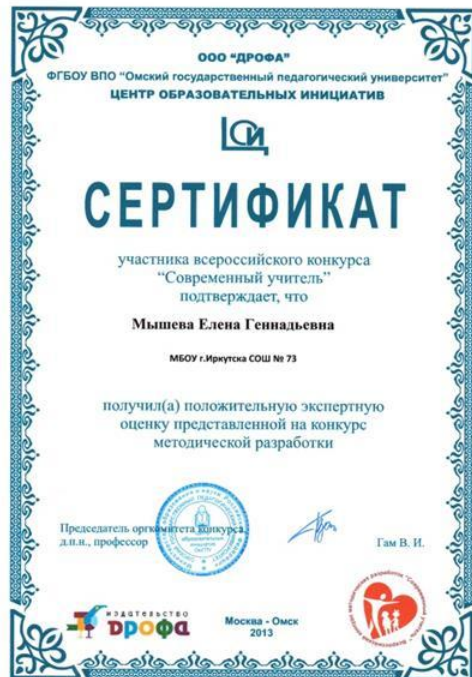 ООО "ДРОФА"
ФГБОУ ВПО "Омский государственный педагогический университет"
ЦЕНТР ОБРАЗОВАТЕЛЬНЫХ ИНИЦИАТИВ
ЦОИ
СЕРТИФИКАТ
участника всероссийского конкурса
"Современный учитель"
подтверждает, что
Мышева Елена Геннадьевна
МБОУ г.Иркутска СОШ № 73
получил(а) положительную экспертную
оценку представленной на конкурс
методической разработки
Председатель оргкомитета конкурса,
д.п.н., профессор
Гам В. И.
издательство
дрофа
Москва - Омск
2013